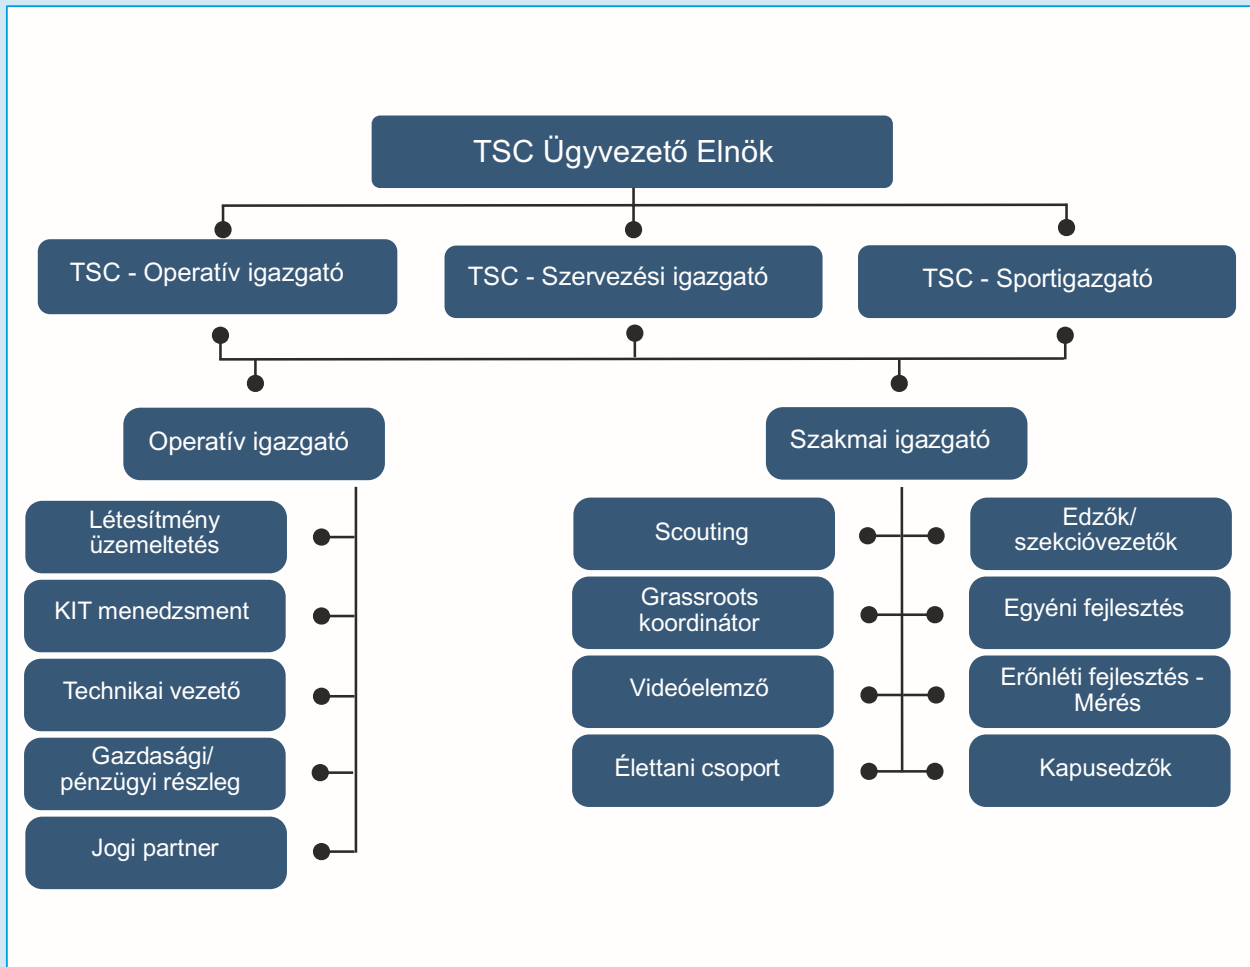 TSC Ügyvezető Elnök
TSC - Operatív igazgató
TSC - Szervezési igazgató
TSC - Sportigazgató
Operatív igazgató
Szakmai igazgató
Létesítmény
üzemeltetés
KIT menedzsment
Technikai vezető
Gazdasági/
pénzügyi részleg
Jogi partner
Scouting
Grassroots
koordinátor
Videóelemző
Élettani csoport
Edzők/
szekcióvezetők
Egyéni fejlesztés
Erőnléti fejlesztés -
Mérés
Kapusedzők